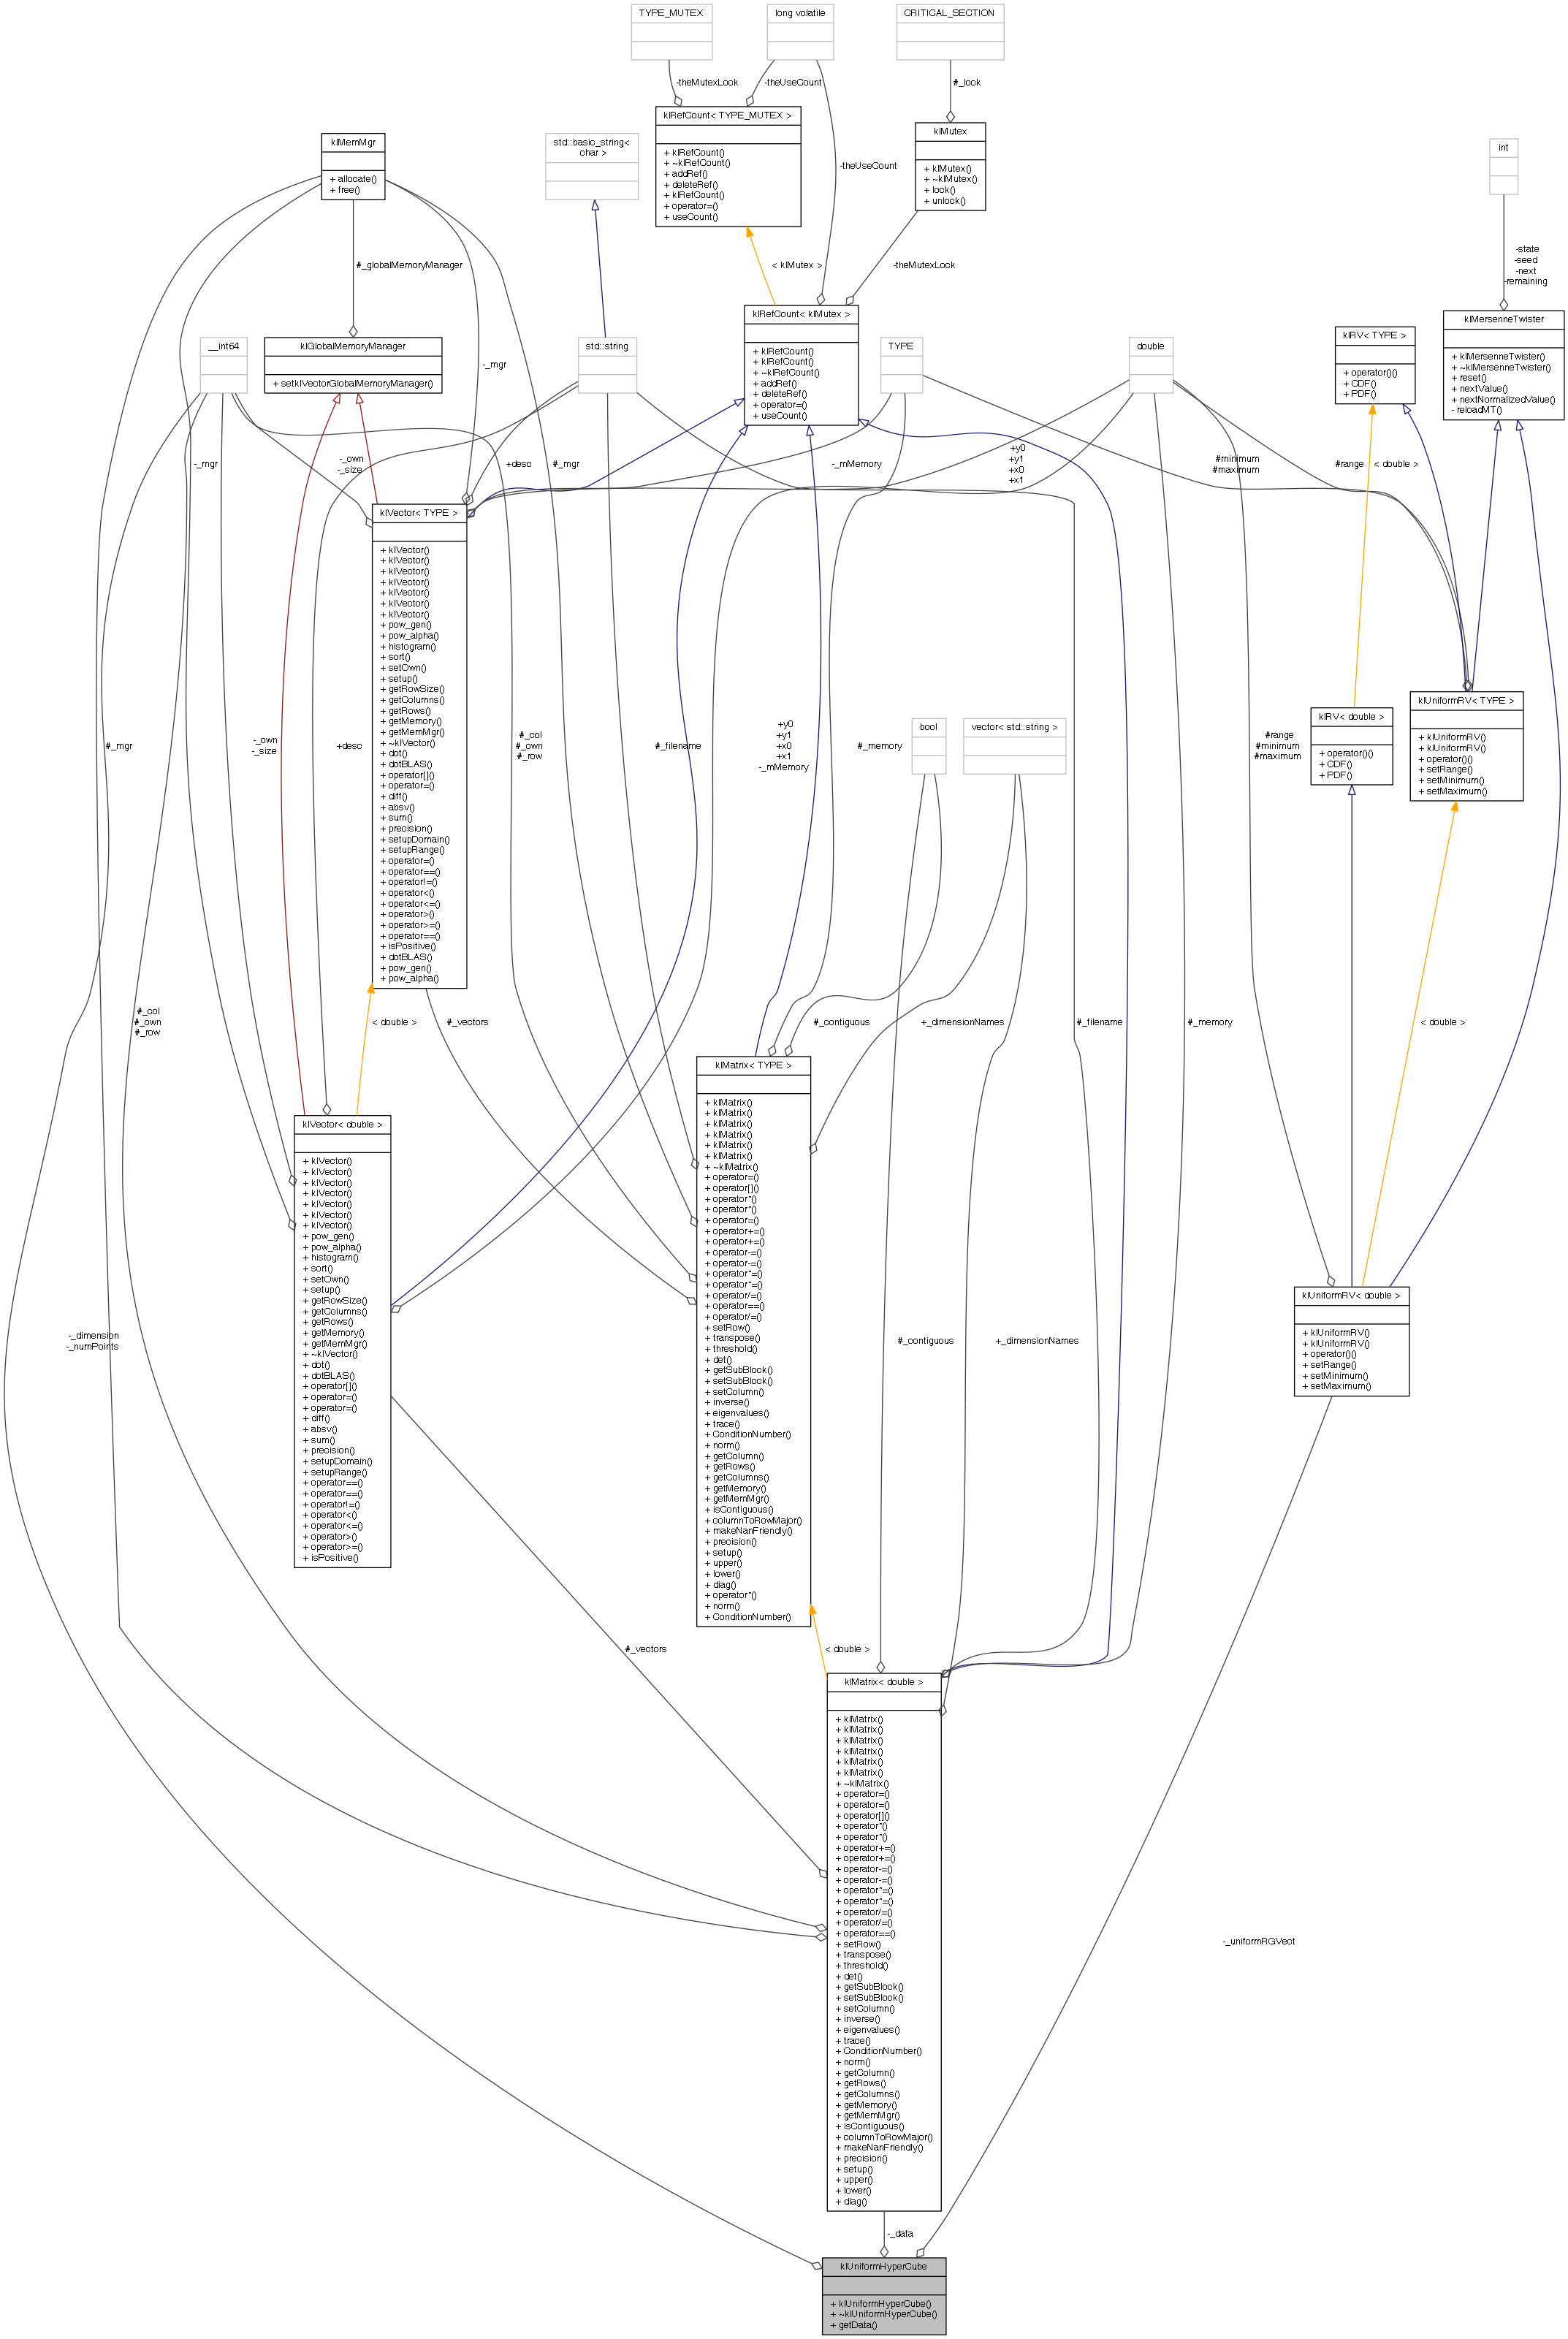 TYPE_MUTEX
long volatile
CRITICAL_SECTION
-theMutexLock
-theUseCount
#_lock
klRefCount< TYPE_MUTEX >
+ klRefCount()
+ ~klRefCount()
+ addRef()
+ deleteRef()
+ klRefCount()
+ operator=()
+ useCount()
klMutex
+ klMutex()
+ ~klMutex()
+ lock()
+ unlock()
klMemMgr
+ allocate()
+ free()
std::basic_string<
char >
int
-theUseCount
-state
-seed
-next
-remaining
#_globalMemoryManager
< klMutex >
-theMutexLock
klRefCount< klMutex >
+ klRefCount()
+ klRefCount()
+ ~klRefCount()
+ addRef()
+ deleteRef()
+ operator=()
+ useCount()
klMersenneTwister
+ klMersenneTwister()
+ ~klMersenneTwister()
+ reset()
+ nextValue()
+ nextNormalizedValue()
- reloadMT()
klRV< TYPE >
+ operator()()
+ CDF()
+ PDF()
__int64
klGlobalMemoryManager
+ setklVectorGlobalMemoryManager()
-_mgr
std::string
TYPE
double
-_mgr
-_own
-_size
+desc
#_mgr
-_mMemory
+y0
+y1
+x0
+x1
#minimum
#maximum
#range
< double >
klVector< TYPE >
+ klVector()
+ klVector()
+ klVector()
+ klVector()
+ klVector()
+ klVector()
+ klVector()
+ pow_gen()
+ pow_alpha()
+ histogram()
+ sort()
+ setOwn()
+ setup()
+ getRowSize()
+ getColumns()
+ getRows()
+ getMemory()
+ getMemMgr()
+ ~klVector()
+ dot()
+ dotBLAS()
+ operator[]()
+ operator=()
+ diff()
+ absv()
+ sum()
+ precision()
+ setupDomain()
+ setupRange()
+ operator=()
+ operator==()
+ operator!=()
+ operator<()
+ operator<=()
+ operator>()
+ operator>=()
+ operator==()
+ isPositive()
+ dotBLAS()
+ pow_gen()
+ pow_alpha()
#_mgr
-_own
-_size
+desc
#_col
#_own
#_row
#_filename
+y0
+y1
+x0
+x1
-_mMemory
#_memory
bool
vector< std::string >
#range
#minimum
#maximum
klRV< double >
+ operator()()
+ CDF()
+ PDF()
klUniformRV< TYPE >
+ klUniformRV()
+ klUniformRV()
+ operator()()
+ setRange()
+ setMinimum()
+ setMaximum()
#_col
#_own
#_row
< double >
#_vectors
#_contiguous
+_dimensionNames
#_filename
#_memory
< double >
klMatrix< TYPE >
+ klMatrix()
+ klMatrix()
+ klMatrix()
+ klMatrix()
+ klMatrix()
+ klMatrix()
+ ~klMatrix()
+ operator=()
+ operator[]()
+ operator*()
+ operator*()
+ operator=()
+ operator+=()
+ operator+=()
+ operator-=()
+ operator-=()
+ operator*=()
+ operator*=()
+ operator/=()
+ operator==()
+ operator/=()
+ setRow()
+ transpose()
+ threshold()
+ det()
+ getSubBlock()
+ setSubBlock()
+ setColumn()
+ inverse()
+ eigenvalues()
+ trace()
+ ConditionNumber()
+ norm()
+ getColumn()
+ getRows()
+ getColumns()
+ getMemory()
+ getMemMgr()
+ isContiguous()
+ columnToRowMajor()
+ makeNanFriendly()
+ precision()
+ setup()
+ upper()
+ lower()
+ diag()
+ operator*()
+ norm()
+ ConditionNumber()
klVector< double >
+ klVector()
+ klVector()
+ klVector()
+ klVector()
+ klVector()
+ klVector()
+ klVector()
+ pow_gen()
+ pow_alpha()
+ histogram()
+ sort()
+ setOwn()
+ setup()
+ getRowSize()
+ getColumns()
+ getRows()
+ getMemory()
+ getMemMgr()
+ ~klVector()
+ dot()
+ dotBLAS()
+ operator[]()
+ operator=()
+ operator=()
+ diff()
+ absv()
+ sum()
+ precision()
+ setupDomain()
+ setupRange()
+ operator==()
+ operator==()
+ operator!=()
+ operator<()
+ operator<=()
+ operator>()
+ operator>=()
+ isPositive()
-_dimension
-_numPoints
#_contiguous
+_dimensionNames
klUniformRV< double >
+ klUniformRV()
+ klUniformRV()
+ operator()()
+ setRange()
+ setMinimum()
+ setMaximum()
#_vectors
< double >
klMatrix< double >
+ klMatrix()
+ klMatrix()
+ klMatrix()
+ klMatrix()
+ klMatrix()
+ klMatrix()
+ ~klMatrix()
+ operator=()
+ operator=()
+ operator[]()
+ operator*()
+ operator*()
+ operator+=()
+ operator+=()
+ operator-=()
+ operator-=()
+ operator*=()
+ operator*=()
+ operator/=()
+ operator/=()
+ operator==()
+ setRow()
+ transpose()
+ threshold()
+ det()
+ getSubBlock()
+ setSubBlock()
+ setColumn()
+ inverse()
+ eigenvalues()
+ trace()
+ ConditionNumber()
+ norm()
+ getColumn()
+ getRows()
+ getColumns()
+ getMemory()
+ getMemMgr()
+ isContiguous()
+ columnToRowMajor()
+ makeNanFriendly()
+ precision()
+ setup()
+ upper()
+ lower()
+ diag()
-_uniformRGVect
-_data
klUniformHyperCube
+ klUniformHyperCube()
+ ~klUniformHyperCube()
+ getData()